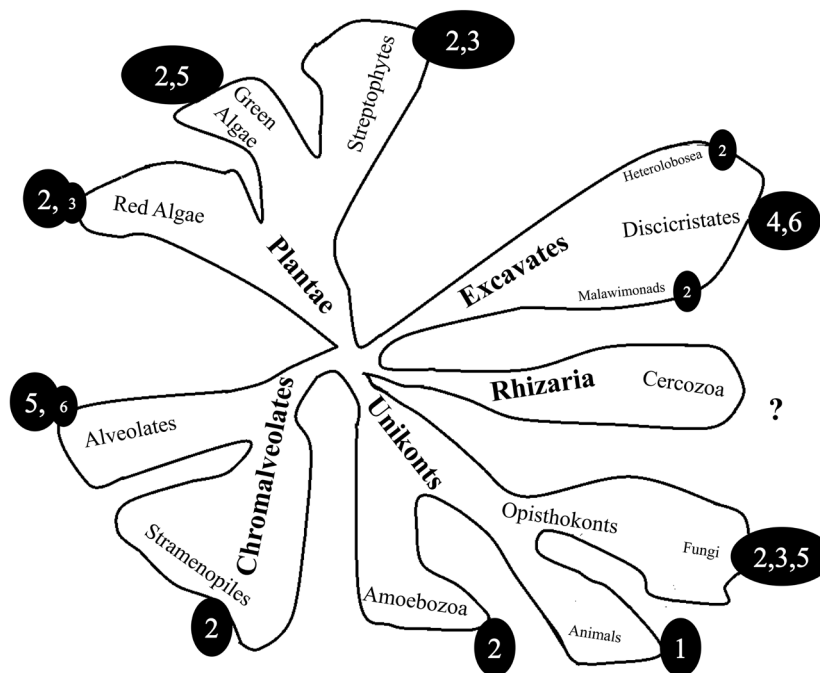 2,3
2,5
Green
Algae
Streptophytes
2, 3
Red Algae
Plantae
Heterolobosea
2
Discicristates
4,6
Excavates
Malawimonads
2
Rhizaria
Cercozoa
?
5, 6
Alveolates
Chromalveolates
Stramenopiles
2
Unikonts
Opisthokonts
Fungi
2,3,5
Amoebozoa
2
Animals
1